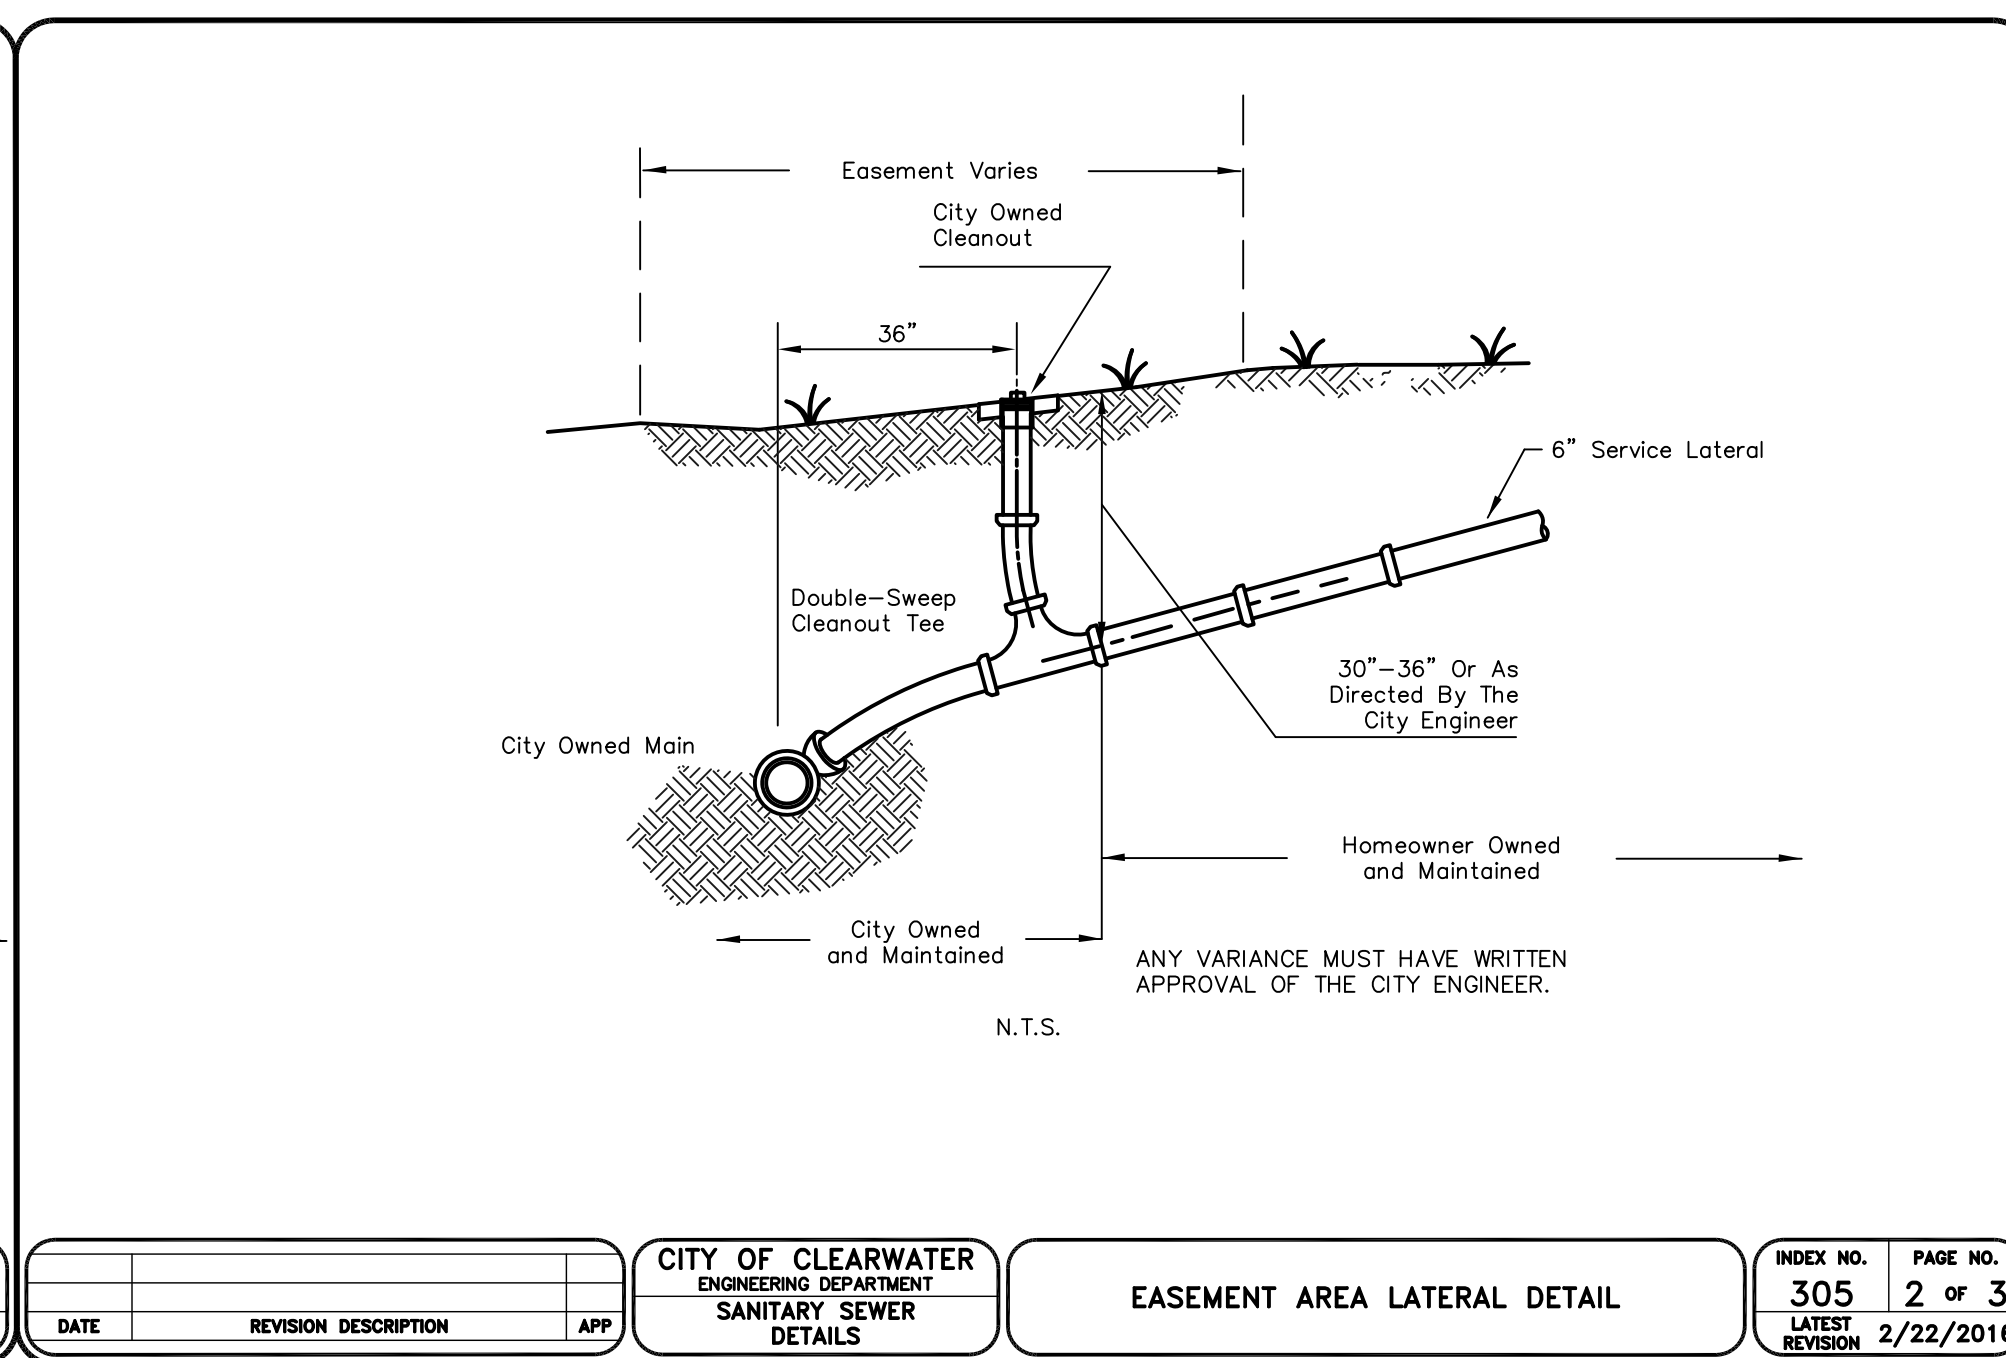 Easement Varies
City Owned
Cleanout
36”
6” Service Lateral
Double-Sweep
Cleanout Tee
30”-36” Or As
Directed By The
City Engineer
City Owned Main
Homeowner Owned
and Maintained
City Owned
and Maintained
ANY VARIANCE MUST HAVE WRITTEN
APPROVAL OF THE CITY ENGINEER.
N.T.S.
DATE
REVISION DESCRIPTION
APP
CITY OF CLEARWATER
ENGINEERING DEPARTMENT
SANITARY SEWER
DETAILS
EASEMENT AREA LATERAL DETAIL
INDEX NO.
305
PAGE NO.
2 OF 3
LATEST
REVISION
2/22/2016